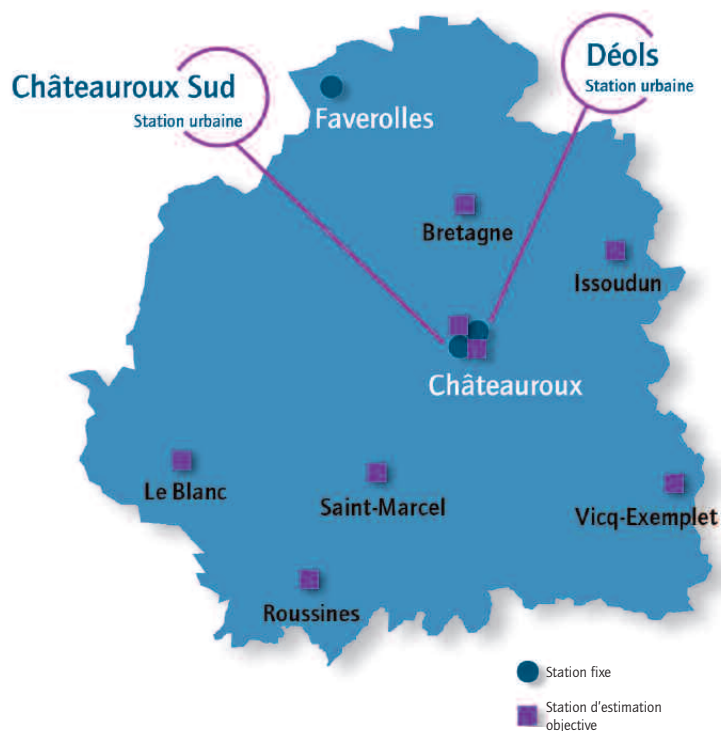 Déols
Station urbaine
Châteauroux Sud
Station urbaine
Faverolles
Bretagne
Issoudun
Châteauroux
Le Blanc
Saint-Marcel
Vicq-Exemplet
Roussines
Station fixe
Station d'estimation
objective